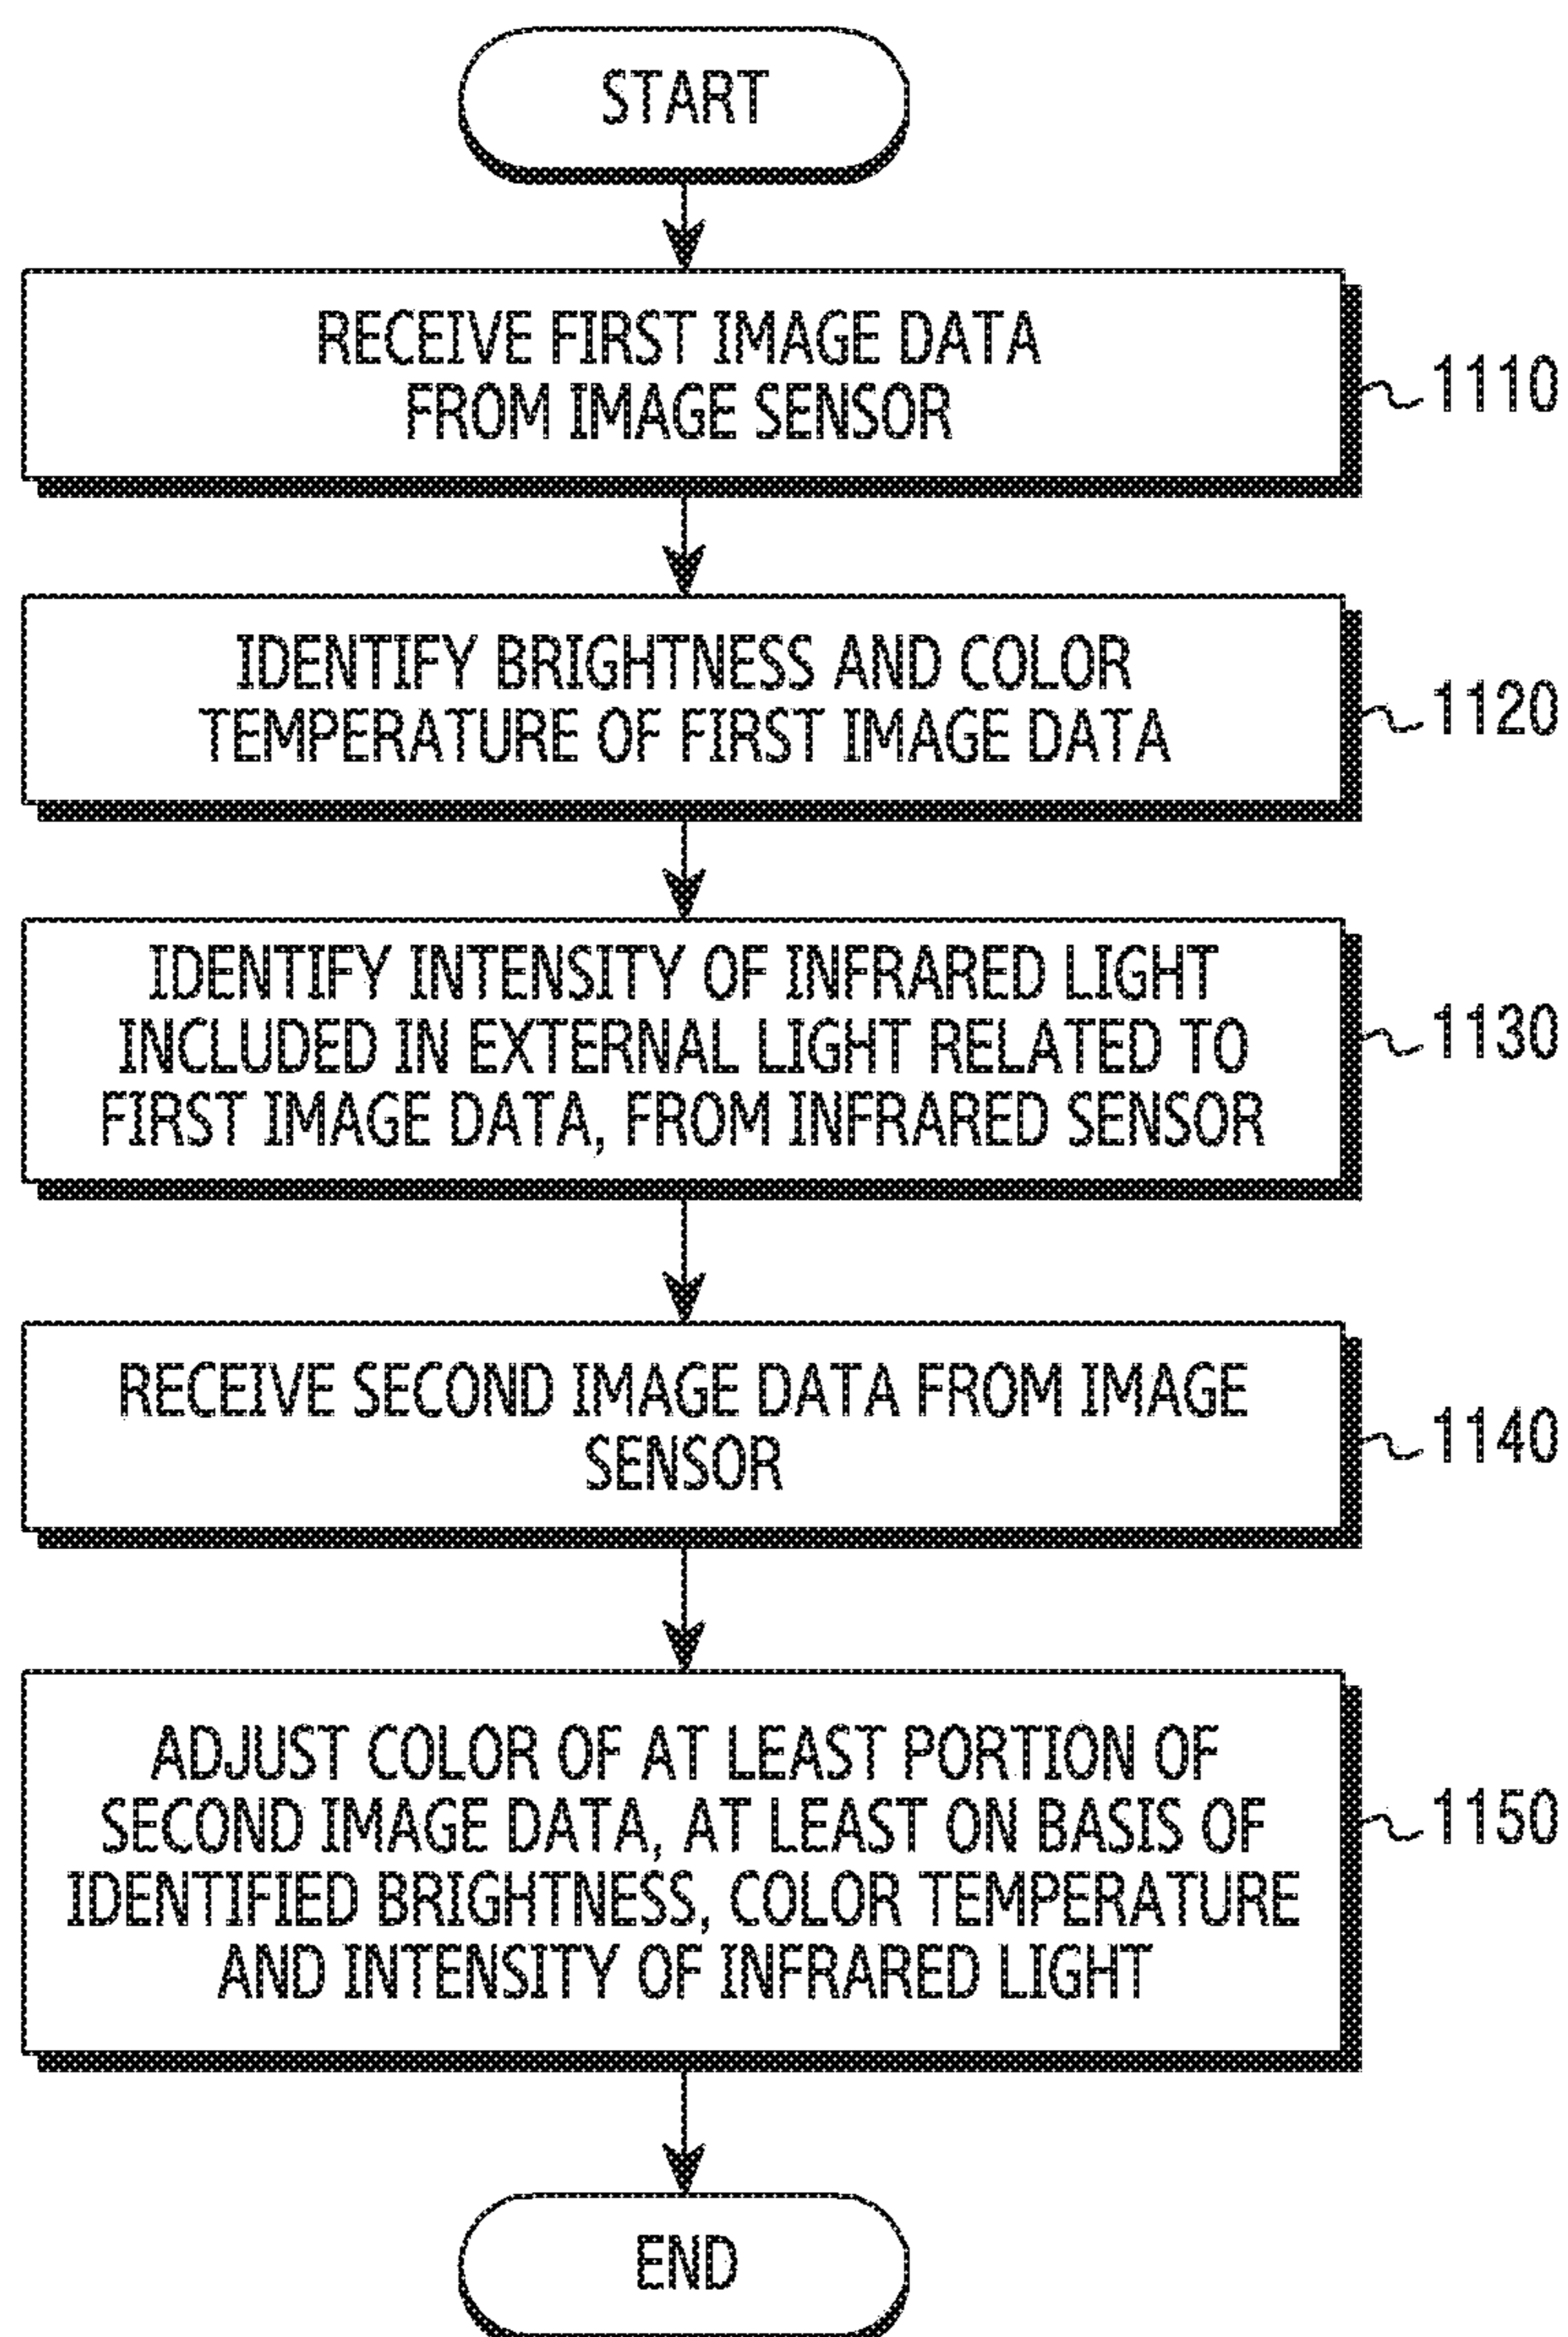 START
RECEIVE FIRST IMAGE DATA
FROM IMAGE SENSOR
1110
IDENTIFY BRIGHTNESS AND COLOR
TEMPERATURE OF FIRST IMAGE DATA
1120
IDENTIFY INTENSITY OF INFRARED LIGHT
INCLUDED IN EXTERNAL LIGHT RELATED TO
FIRST IMAGE DATA, FROM INFRARED SENSOR
1130
RECEIVE SECOND IMAGE DATA FROM IMAGE
SENSOR
1140
ADJUST COLOR OF AT LEAST PORTION OF
SECOND IMAGE DATA, AT LEAST ON BASIS OF
IDENTIFIED BRIGHTNESS, COLOR TEMPERATURE
AND INTENSITY OF INFRARED LIGHT
1150
END